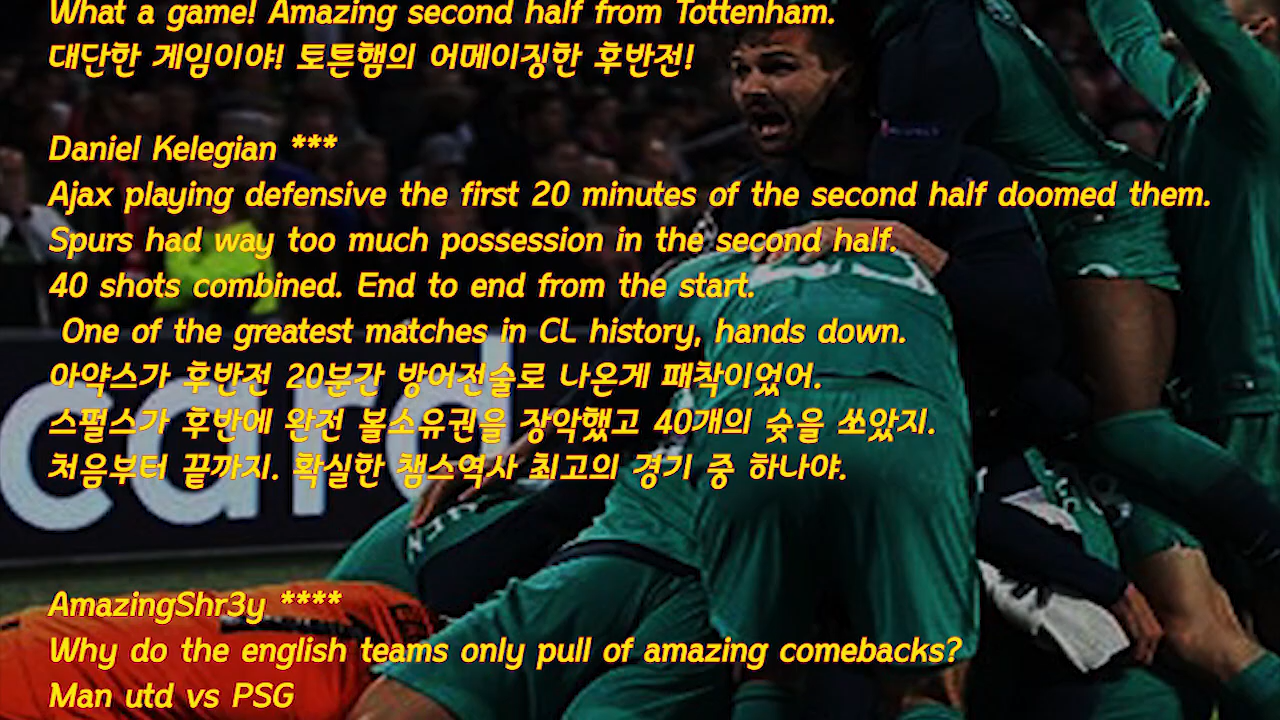 What a game! Amazing second half from Tottenham.
대단한 게임이야! 토튼햄의 어메이징한 후반전!
Daniel Kelegian ***
Ajax playing defensive the first 20 minutes of the second half doomed them.
Spurs had way too much possession in the second half.
40 shots combined. End to end from the start.
One of the greatest matches in CL history, hands down.
아약스가 후반전 20분간 방어전술로 나온게 패착이었어.
스펄스가 후반에 완전 볼소유권을 장악했고 40개의 슞을 쏘았지.
처음부터 끝까지. 확실한 챔스역사 최고의 경기 중 하나야.
AmazingShr3y ****
Why do the english teams only pull of amazing comebacks?
Man utd vs PSG
card
RESPECT